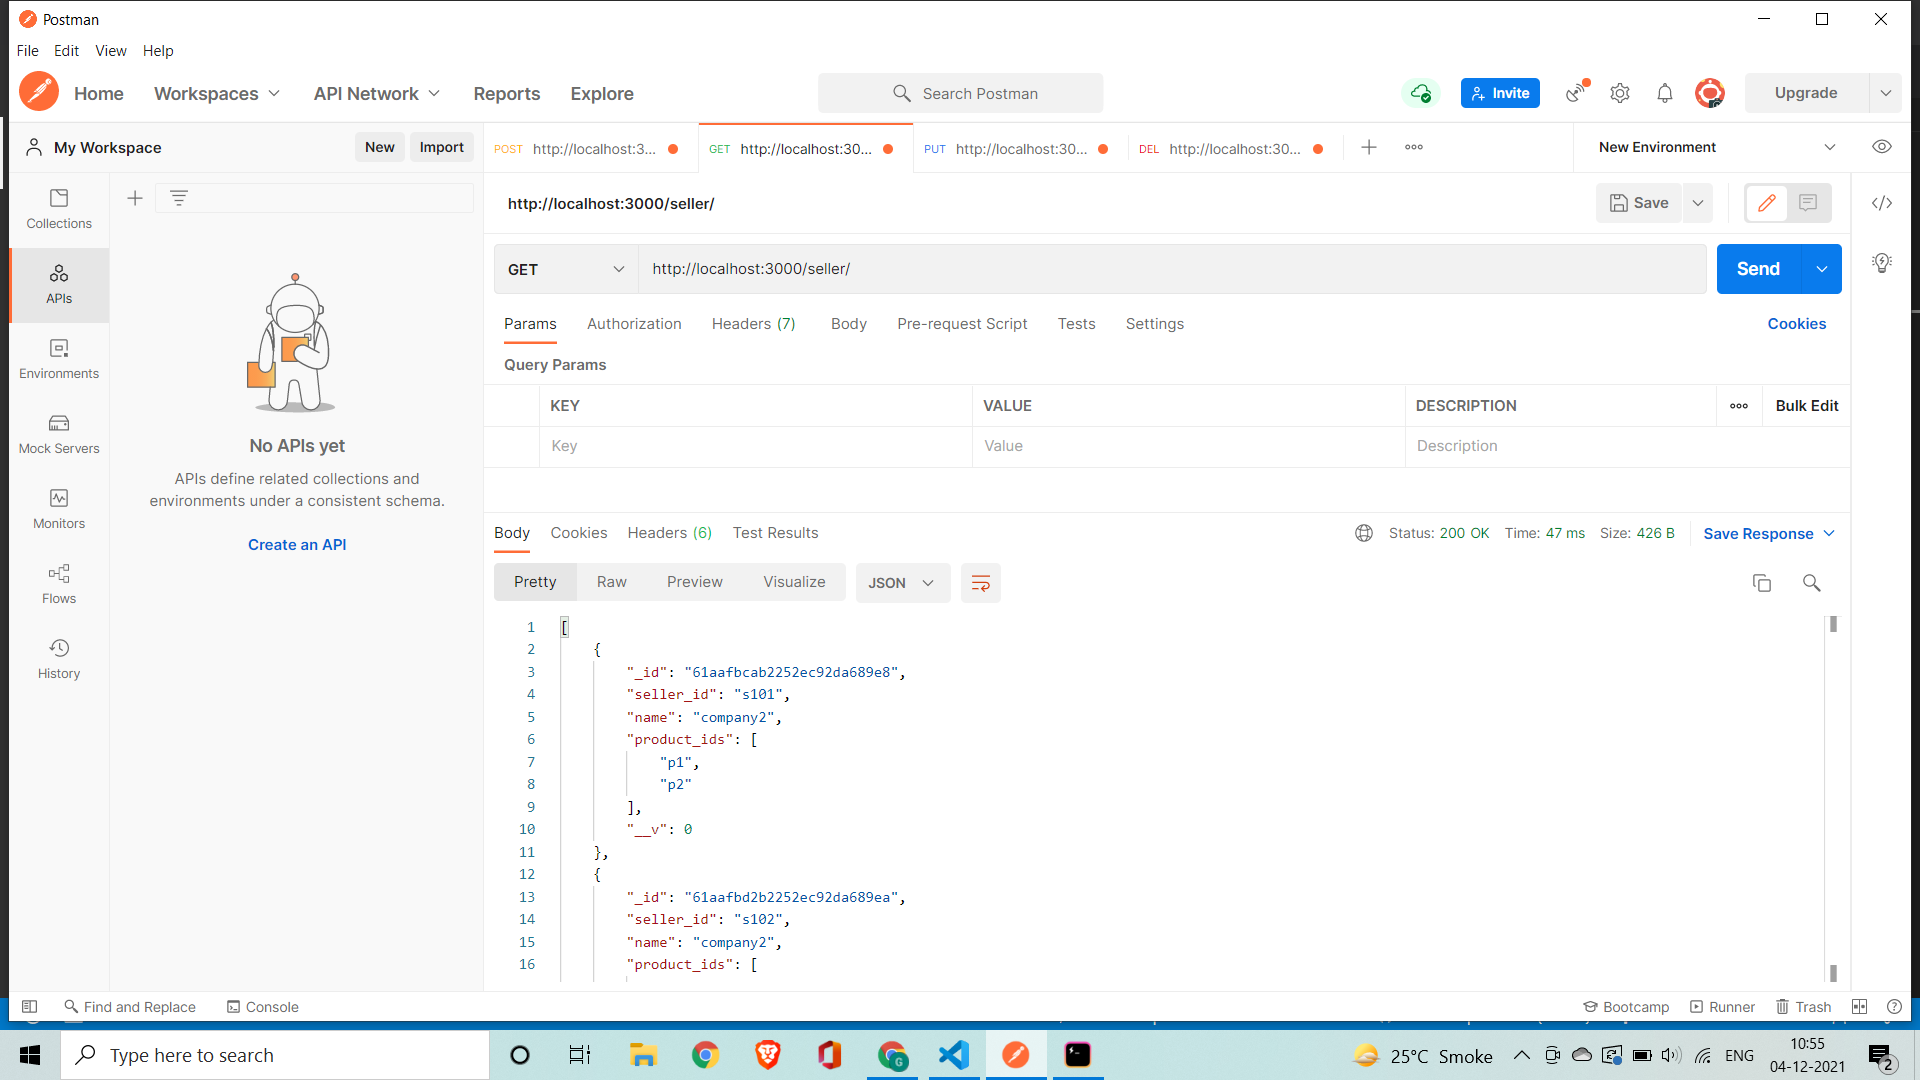 Postman
File Edit View Help
Home Workspaces API Network Reports Explore Search Postman Invite Upgrade
My Workspace New Import POST http://localhost:3... GET http://localhost:30... PUT http://localhost:30... DEL http://localhost:30... New Environment
http://localhost:3000/seller/ Save
Collections
GET http://localhost:3000/seller/ Send
APIs
Params Authorization Headers (7) Body Pre-request Script Tests Settings Cookies
Query Params
Environments
KEY VALUE DESCRIPTION Bulk Edit
Key Value Description
Mock Servers
No APIs yet
APIs define related collections and
environments under a consistent schema.
Create an API
Monitors
Flows
History
Body Cookies Headers (6) Test Results Status: 200 OK Time: 47 ms Size: 426 B Save Response
Pretty Raw Preview Visualize JSON
1 [
2 {
3 "_id": "61aafbcab2252ec92da689e8",
4 "seller_id": "s101",
5 "name": "company2",
6 "product_ids": [
7 "p1",
8 "p2"
9 ],
10 "__v": 0
11 },
12 {
13 "_id": "61aafbd2b2252ec92da689ea",
14 "seller_id": "s102",
15 "name": "company2",
16 "product_ids": [
Find and Replace Console Bootcamp Runner Trash
Type here to search 25°C Smoke ENG 10:55
04-12-2021 2